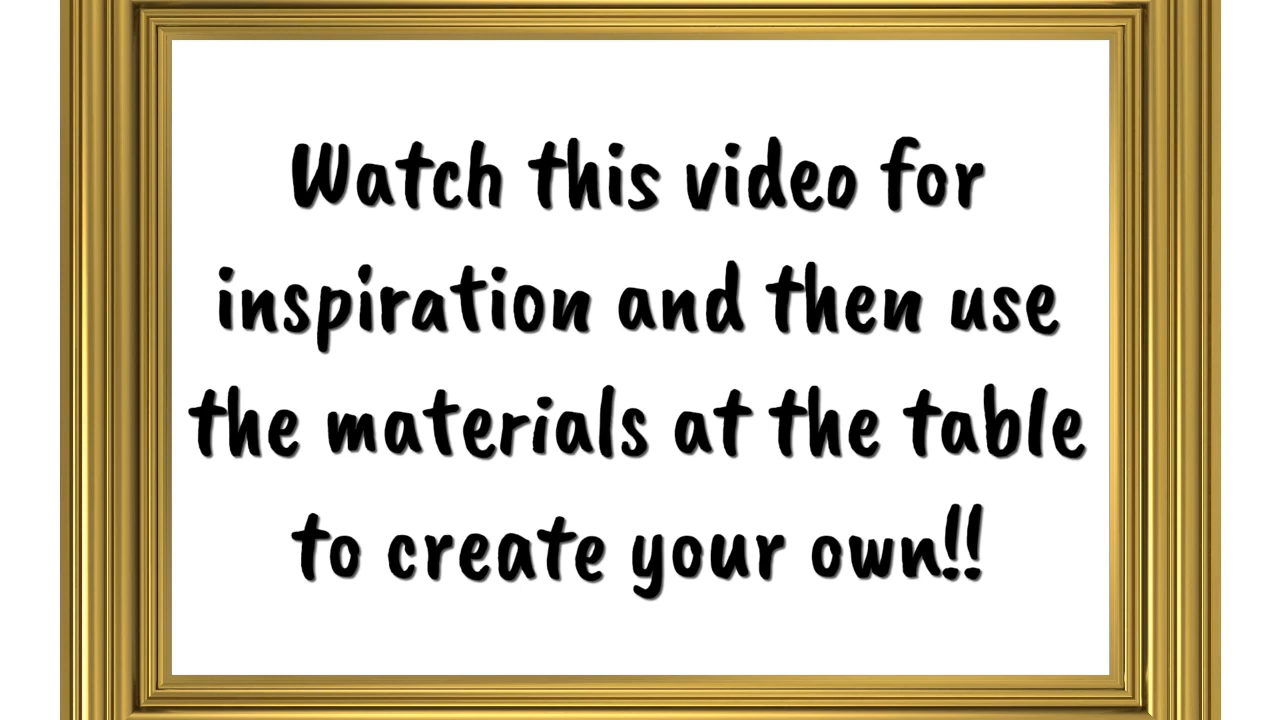 Watch this video for
inspiration and then use
the materials at the table
to create your own!!